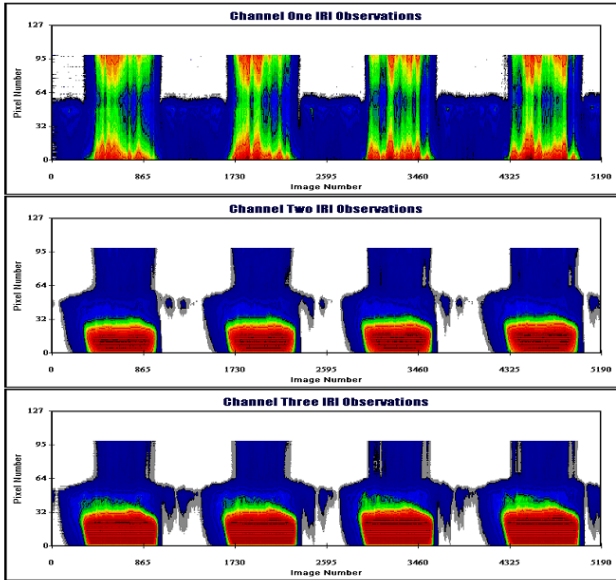 Channel One IRI Observations
127
95
64
32
0
Pixel Number
0 865 1730 2595 3460 4325 5190
Image Number
Channel Two IRI Observations
127
95
64
32
0
Pixel Number
0 865 1730 2595 3460 4325 5190
Image Number
Channel Three IRI Observations
127
95
64
32
0
Pixel Number
0 865 1730 2595 3460 4325 5190
Image Number